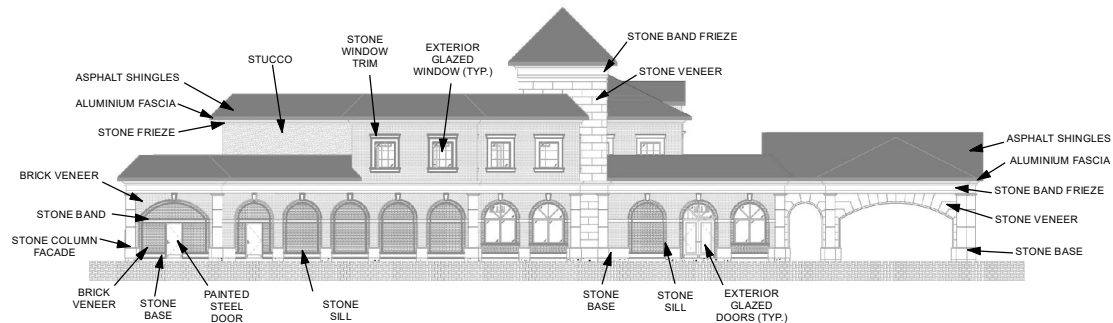 STONE BAND FRIEZE
STONE
WINDOW
TRIM
EXTERIOR
GLAZED
WINDOW (TYP.)
STUCCO
STONE VENEER
ASPHALT SHINGLES
ALUMINIUM FASCIA
STONE FRIEZE
ASPHALT SHINGLES
ALUMINIUM FASCIA
BRICK VENEER
STONE BAND FRIEZE
STONE BAND
STONE VENEER
STONE COLUMN
FACADE
STONE BASE
BRICK
VENEER
STONE
BASE
PAINTED
STEEL
DOOR
STONE
SILL
STONE
BASE
STONE
SILL
EXTERIOR
GLAZED
DOORS (TYP.)